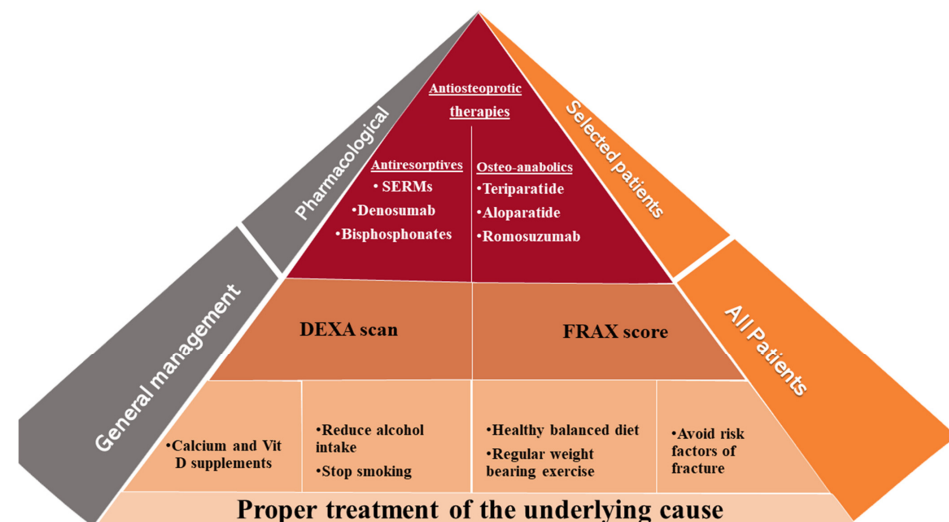 Antiosteoprotic
therapies
Antiresorptives
• SERMs
•Denosumab
•Bisphosphonates
Osteo-anabolics
•Teriparatide
•Aloparatide
•Romosuzumab
Pharmacological
Selected patients
General management
All Patients
DEXA scan
FRAX score
•Calcium and Vit
D supplements
•Reduce alcohol
intake
•Stop smoking
•Healthy balanced diet
•Regular weight
bearing exercise
•Avoid risk
factors of
fracture
Proper treatment of the underlying cause